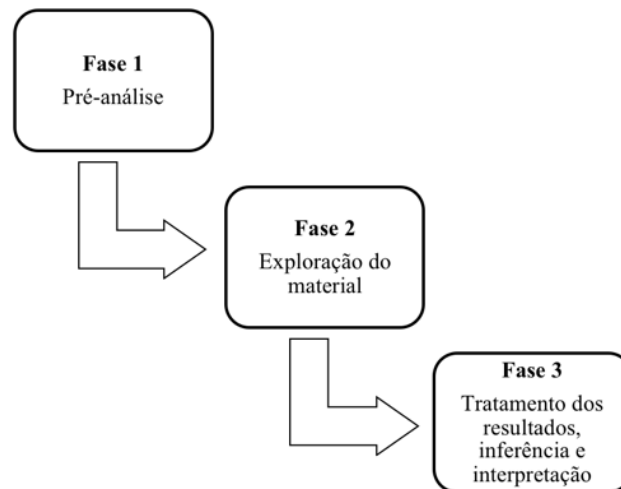 Fase 1
Pré-análise
Fase 2
Exploração do
material
Fase 3
Tratamento dos
resultados,
inferência e
interpretação